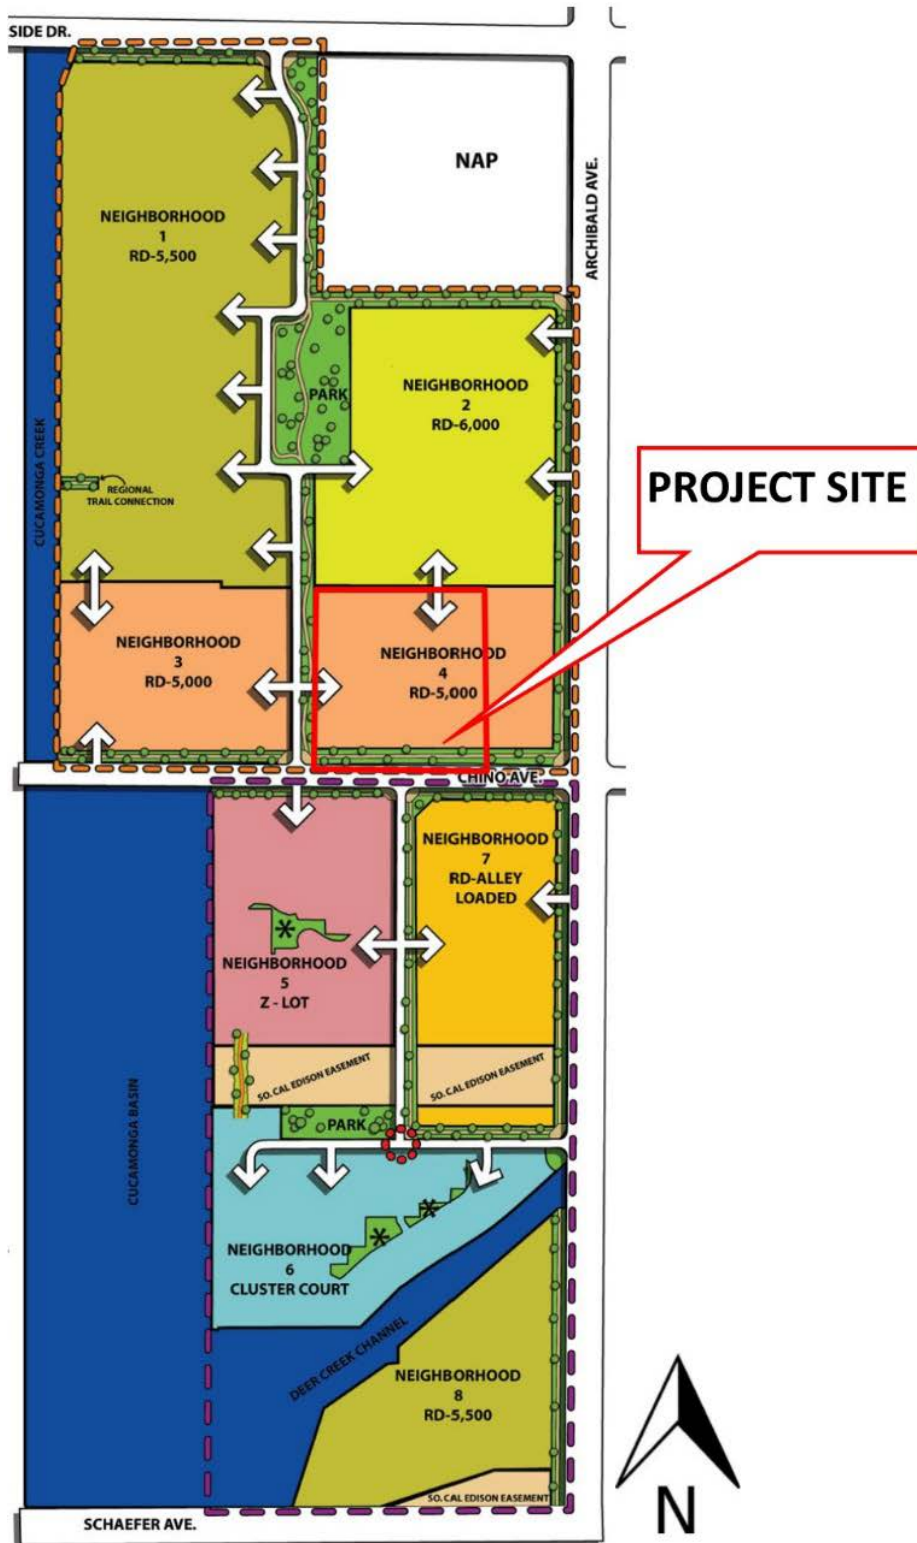 SIDE DR.
NAP
ARCHIBALD AVE.
NEIGHBORHOOD
1
RD-5,500
PARK
NEIGHBORHOOD
2
RD-6,000
CUCAMONGA CREEK
REGIONAL
TRAIL CONNECTION
PROJECT SITE
NEIGHBORHOOD
3
RD-5,000
NEIGHBORHOOD
4
RD-5,000
CHINO AVE.
NEIGHBORHOOD
7
RD-ALLEY
LOADED
NEIGHBORHOOD
5
Z - LOT
SO. CAL EDISON EASEMENT
SO. CAL EDISON EASEMENT
PARK
CUCAMONGA BASIN
NEIGHBORHOOD
6
CLUSTER COURT
DEER CREEK CHANNEL
NEIGHBORHOOD
8
RD-5,500
SO. CAL EDISON EASEMENT
SCHAEFER AVE.
N